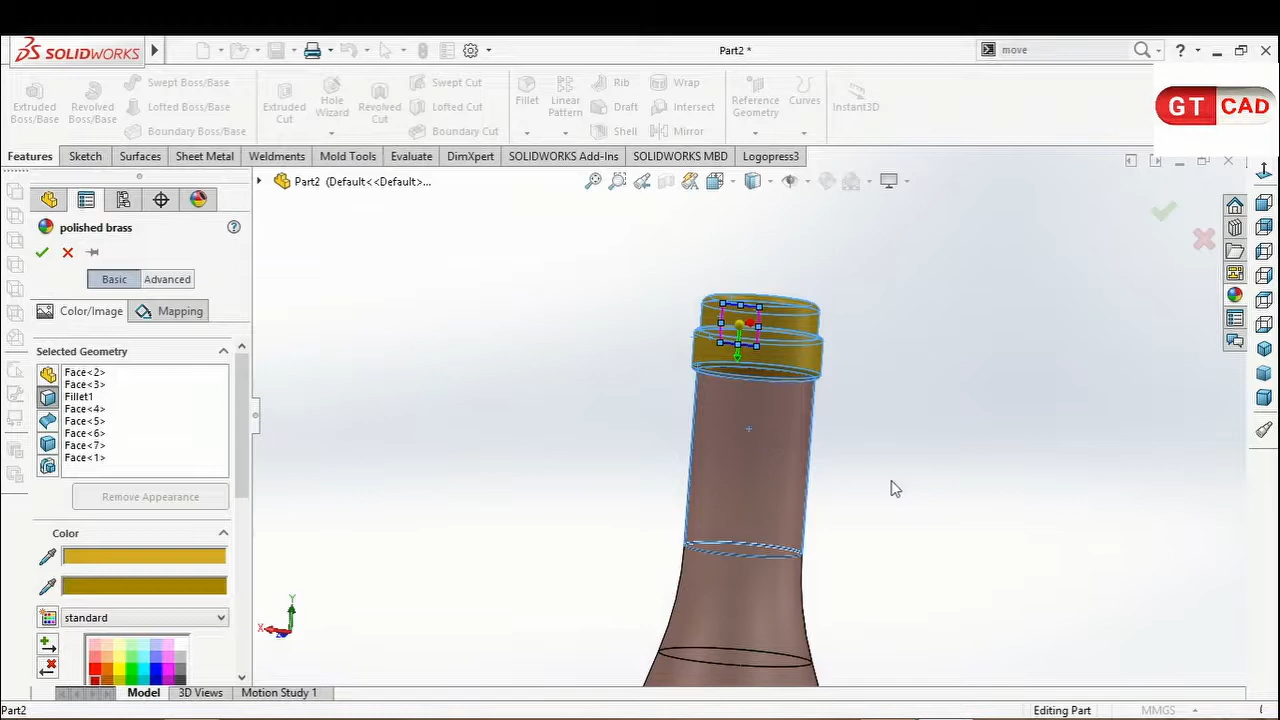 SOLIDWORKS
Part2 *
move
Extruded Boss/Base
Revolved Boss/Base
Swept Boss/Base
Lofted Boss/Base
Boundary Boss/Base
Extruded Cut
Hole Wizard
Revolved Cut
Swept Cut
Lofted Cut
Boundary Cut
Fillet
Linear Pattern
Rib
Draft
Shell
Wrap
Intersect
Mirror
Reference Geometry
Curves
Instant3D
GT CAD
Features Sketch Surfaces Sheet Metal Weldments Mold Tools Evaluate DimXpert SOLIDWORKS Add-Ins SOLIDWORKS MBD Logopress3
Part2 (Default<<Default>...
polished brass
Basic Advanced
Color/Image Mapping
Selected Geometry
Face<2>
Face<3>
Fillet1
Face<4>
Face<5>
Face<6>
Face<7>
Face<1>
Remove Appearance
Color
standard
Y
X
Z
Model 3D Views Motion Study 1
Part2 Editing Part MMGS